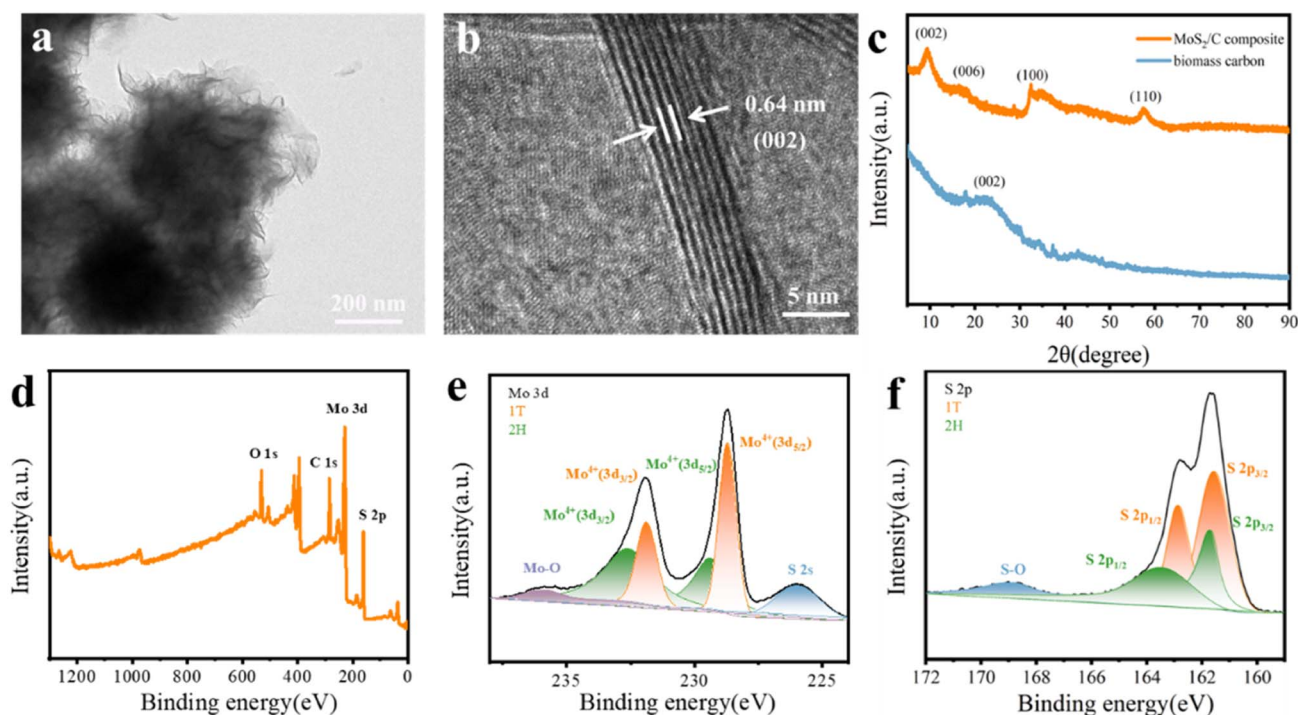 a
200 nm
b
0.64 nm
(002)
5 nm
c
(002)
(006)
(100)
(110)
MoS₂/C composite
biomass carbon
(002)
Intensity(a.u.)
10 20 30 40 50 60 70 80 90
2θ(degree)
d
Mo 3d
O 1s
C 1s
S 2p
Intensity(a.u.)
1200 1000 800 600 400 200 0
Binding energy(eV)
e
Mo 3d
1T
2H
Mo⁴⁺(3d₅/₂)
Mo⁴⁺(3d₃/₂)
Mo⁴⁺(3d₅/₂)
Mo⁴⁺(3d₃/₂)
Mo-O
S 2s
Intensity(a.u.)
235 230 225
Binding energy(eV)
f
S 2p
1T
2H
S 2p₃/₂
S 2p₁/₂
S 2p₃/₂
S 2p₁/₂
S-O
Intensity(a.u.)
172 170 168 166 164 162 160
Binding energy(eV)